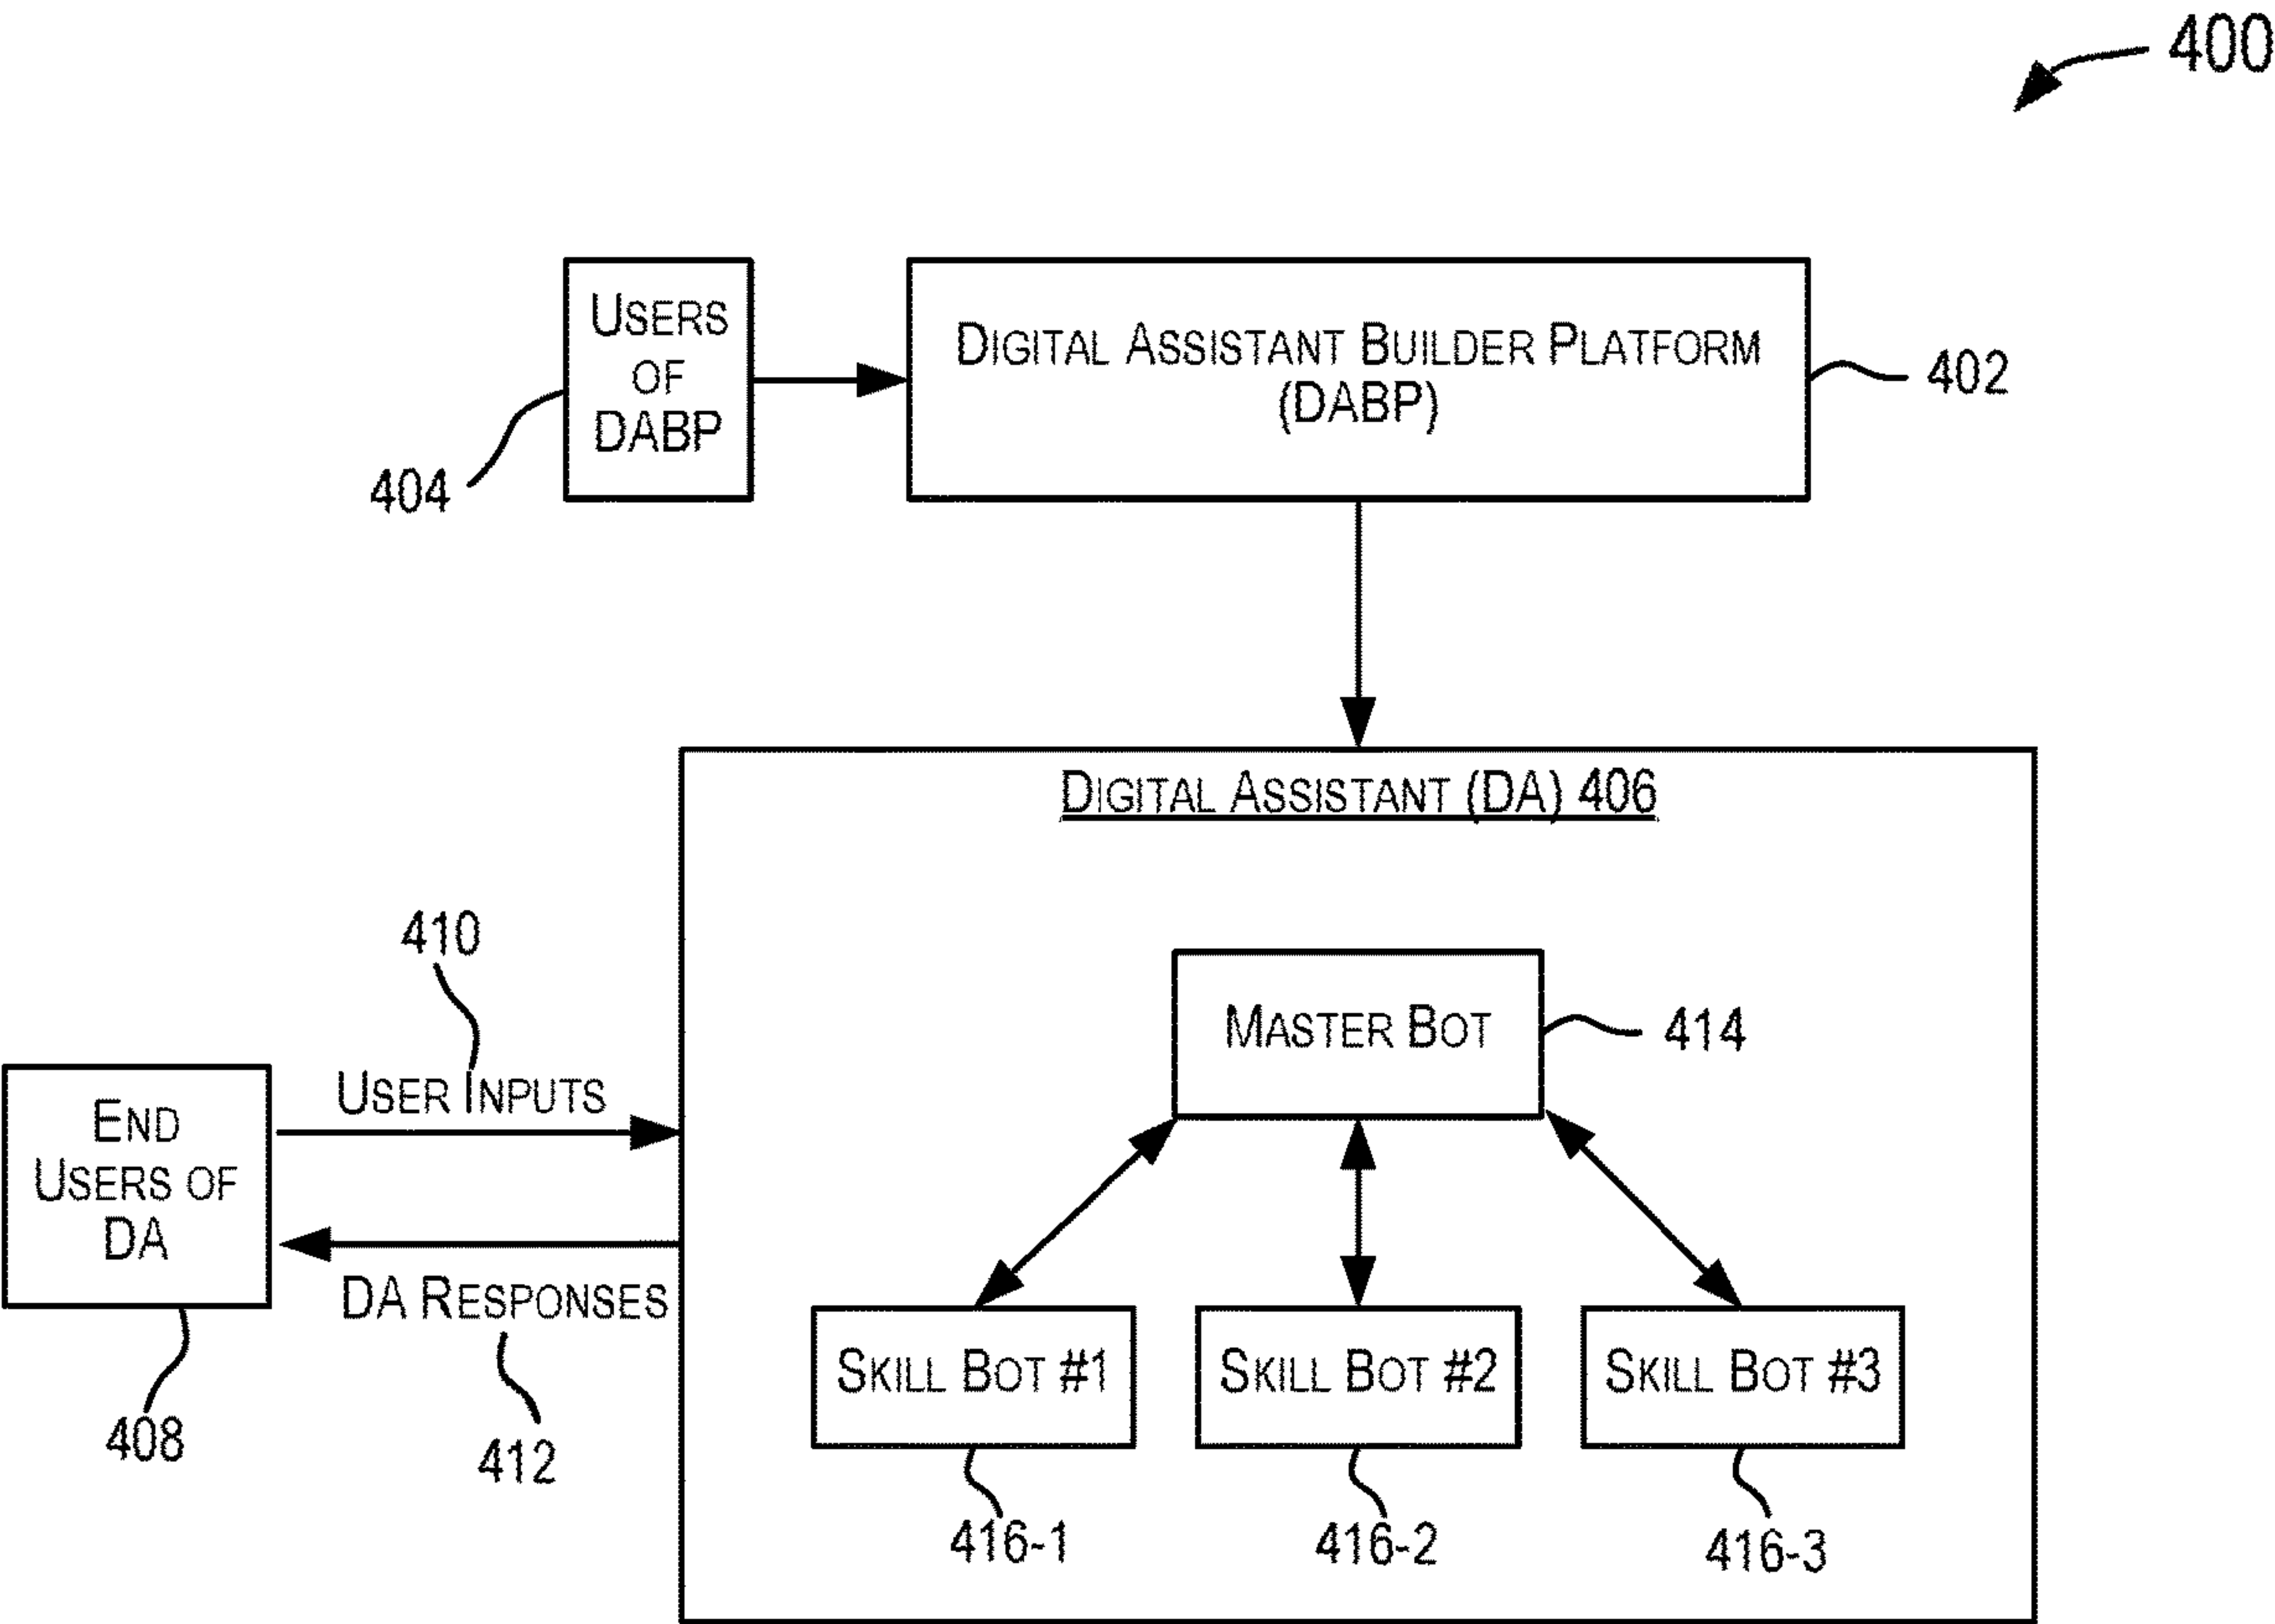 400
USERS
OF
DABP
404
DIGITAL ASSISTANT BUILDER PLATFORM
(DABP)
402
DIGITAL ASSISTANT (DA) 406
410
USER INPUTS
END
USERS OF
DA
408
DA RESPONSES
412
MASTER BOT
414
SKILL BOT #1
SKILL BOT #2
SKILL BOT #3
416-1
416-2
416-3